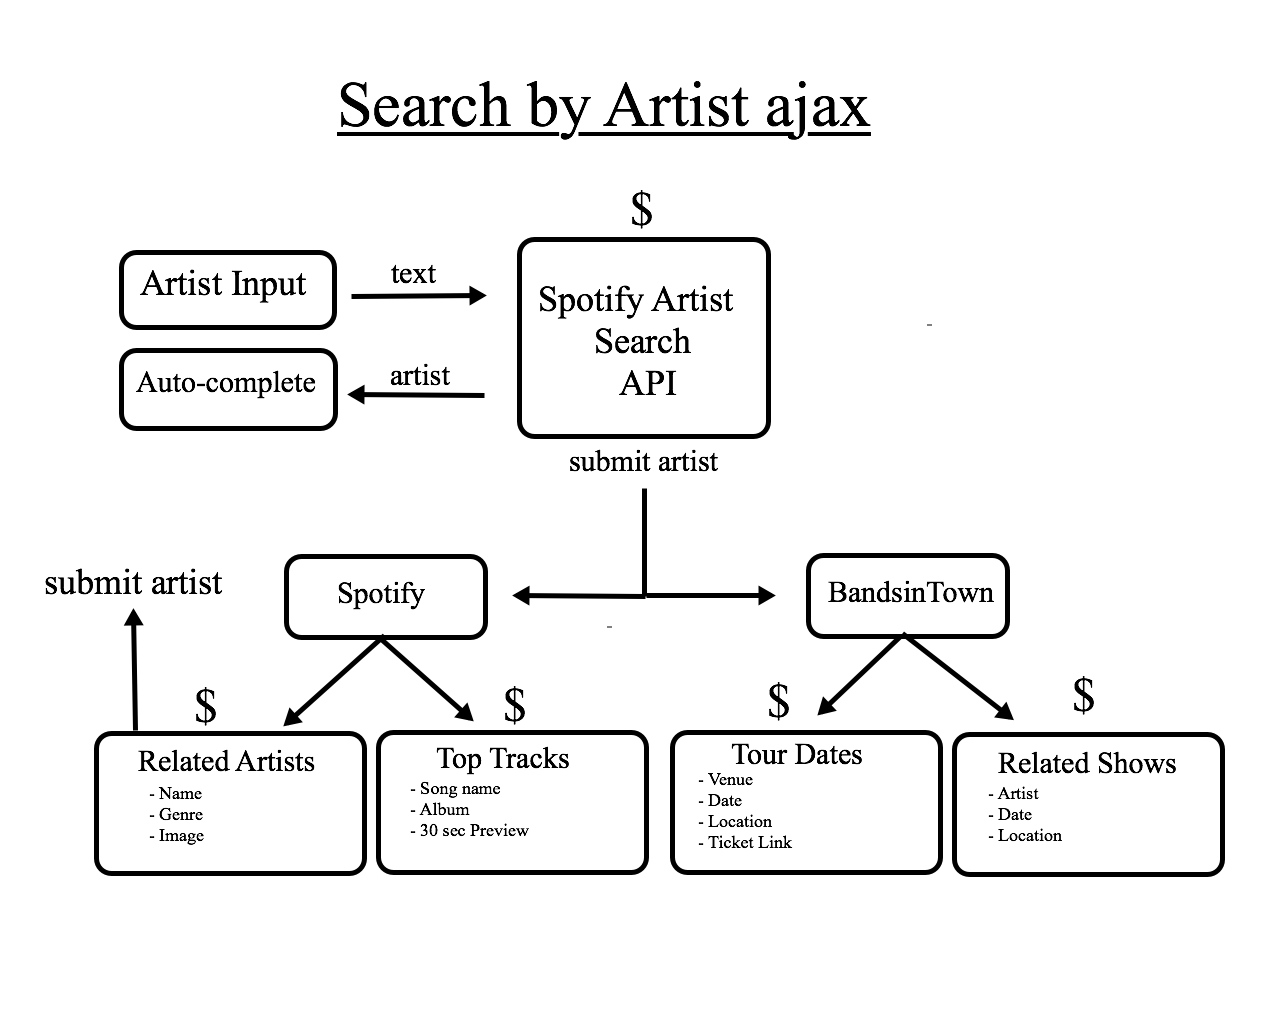 Search by Artist ajax
$
Artist Input
text
Spotify Artist
Search
API
Auto-complete
artist
submit artist
submit artist
Spotify
BandsinTown
$
$
$
$
Related Artists
- Name
- Genre
- Image
Top Tracks
- Song name
- Album
- 30 sec Preview
Tour Dates
- Venue
- Date
- Location
- Ticket Link
Related Shows
- Artist
- Date
- Location